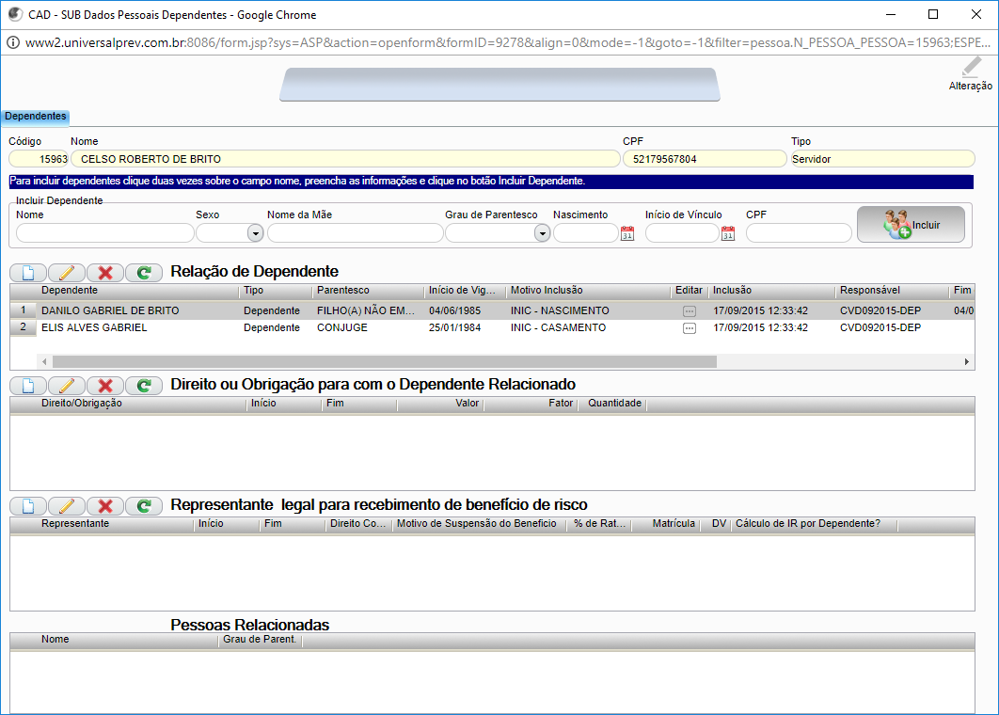 CAD - SUB Dados Pessoais Dependentes - Google Chrome
www2.universalprev.com.br:8086/form.jsp?sys=ASP&action=openform&formID=9278&align=0&mode=-1&goto=-1&filter=pessoa.N_PESSOA_PESSOA=15963;ESPE...
Alteração
Dependentes
Código Nome CPF Tipo
15963 CELSO ROBERTO DE BRITO 52179567804 Servidor
Para incluir dependentes clique duas vezes sobre o campo nome, preencha as informações e clique no botão Incluir Dependente.
Incluir Dependente
Nome Sexo Nome da Mãe Grau de Parentesco Nascimento Início de Vínculo CPF
31 31 Incluir
Relação de Dependente
Dependente Tipo Parentesco Início de Vig... Motivo Inclusão Editar Inclusão Responsável Fim
1 DANILO GABRIEL DE BRITO Dependente FILHO(A) NÃO EM... 04/06/1985 INIC - NASCIMENTO 17/09/2015 12:33:42 CVD092015-DEP 04/0
2 ELIS ALVES GABRIEL Dependente CONJUGE 25/01/1984 INIC - CASAMENTO 17/09/2015 12:33:42 CVD092015-DEP
Direito ou Obrigação para com o Dependente Relacionado
Direito/Obrigação Início Fim Valor Fator Quantidade
Representante legal para recebimento de benefício de risco
Representante Início Fim Direito Co... Motivo de Suspensão do Beneficio % de Rat... Matrícula DV Cálculo de IR por Dependente?
Pessoas Relacionadas
Nome Grau de Parent.